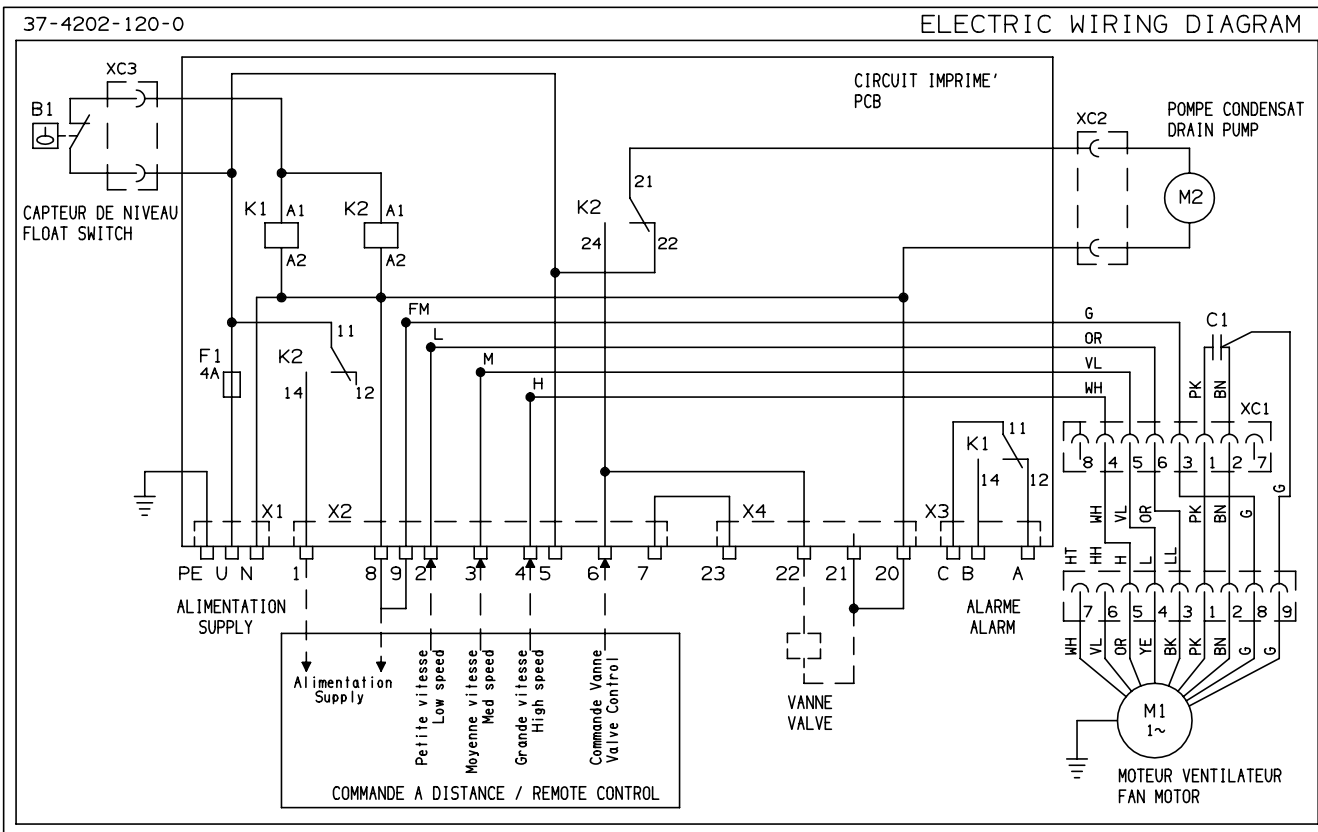 37-4202-120-0
ELECTRIC WIRING DIAGRAM
XC3
B1
CAPTEUR DE NIVEAU
FLOAT SWITCH
CIRCUIT IMPRIME'
PCB
XC2
POMPE CONDENSAT
DRAIN PUMP
M2
K1 A1
A2
K2 A1
A2
K2
21
24
22
FM
L
M
H
F1
4A
K2
11
14
12
G
OR
VL
WH
C1
PK
BN
XC1
G
K1
11
14
12
8 4 5 6 3 1 2 7
WH VL OR PK BN G
HT HH H L LL
7 6 5 4 3 1 2 8 9
WH VL OR YE BK PK BN G G
M1
1~
MOTEUR VENTILATEUR
FAN MOTOR
X1
X2
X4
X3
PE U N 1 8 9 2 3 4 5 6 7 23 22 21 20 C B A
ALIMENTATION
SUPPLY
ALARME
ALARM
VANNE
VALVE
Alimentation
Supply
Petite vitesse
Low speed
Moyenne vitesse
Med speed
Grande vitesse
High speed
Commande Vanne
Valve Control
COMMANDE A DISTANCE / REMOTE CONTROL